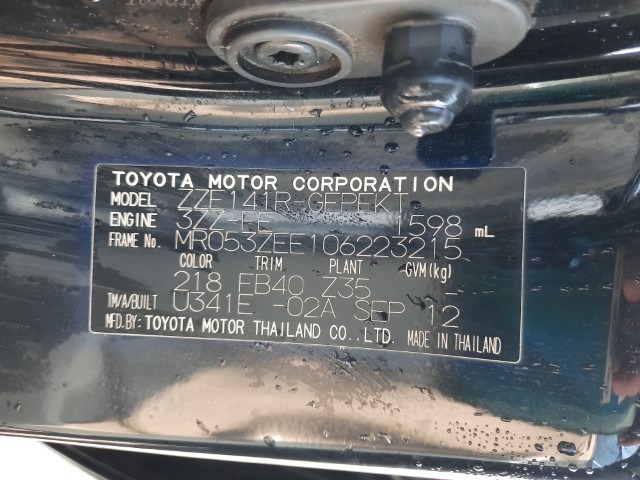 TOYOTA MOTOR CORPORATION
MODEL ZZE141R-GEPEKT
ENGINE 3ZZ-FE 1598 mL
FRAME No. MR053ZEE106223215
COLOR TRIM PLANT GVM(kg)
218 FB40 Z35 -
TM/A/BUILT U341E -02A SEP 12
MFD.BY: TOYOTA MOTOR THAILAND CO.,LTD. MADE IN THAILAND